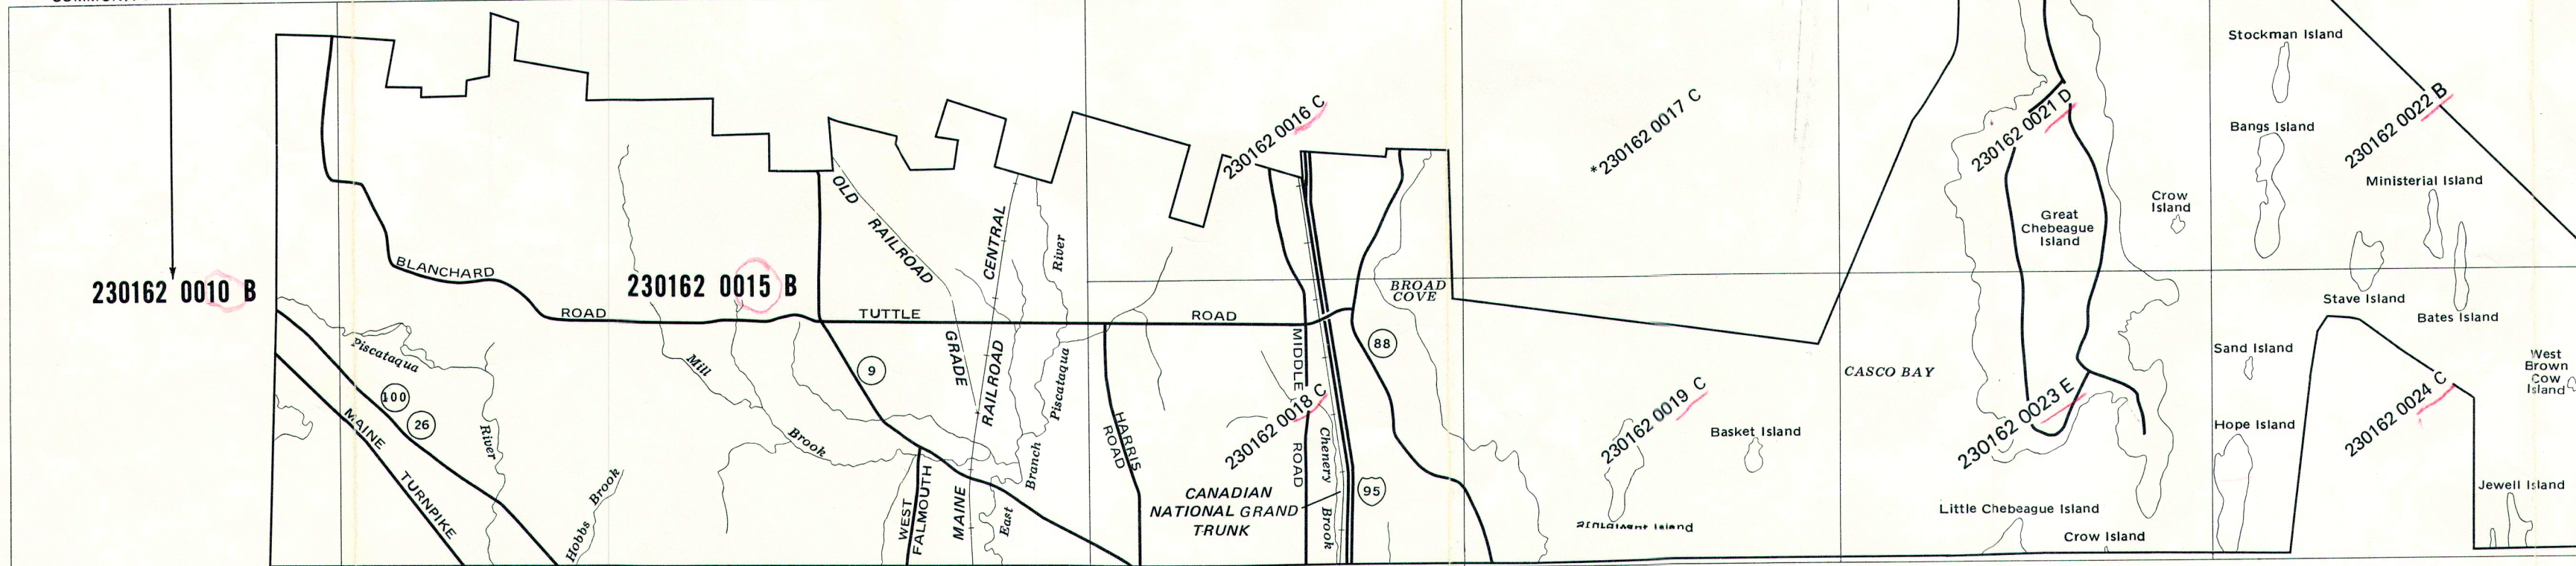 Stockman Island
230162 0022 B
230162 0021 D
*230162 0017 C
230162 0016 C
Bangs Island
Ministerial Island
Crow
Island
Great
Chebeague
Island
OLD RAILROAD
GRADE
MAINE
CENTRAL
RAILROAD
River
Piscataqua
Branch
East
BLANCHARD
ROAD
230162 0010 B
230162 0015 B
TUTTLE
ROAD
BROAD
COVE
Stave Island
Bates Island
Piscataqua
River
Mill
Brook
9
88
MIDDLE
ROAD
CASCO BAY
Sand Island
West
Brown
Cow
Island
100
26
MAINE
TURNPIKE
HARRIS
ROAD
230162 0018 C
230162 0019 C
230162 0023 E
230162 0024 C
Basket Island
Hope Island
Hobbs Brook
WEST
FALMOUTH
CANADIAN
NATIONAL GRAND
TRUNK
Chenery
Brook
95
Jewell Island
Little Chebeague Island
Island
Crow Island